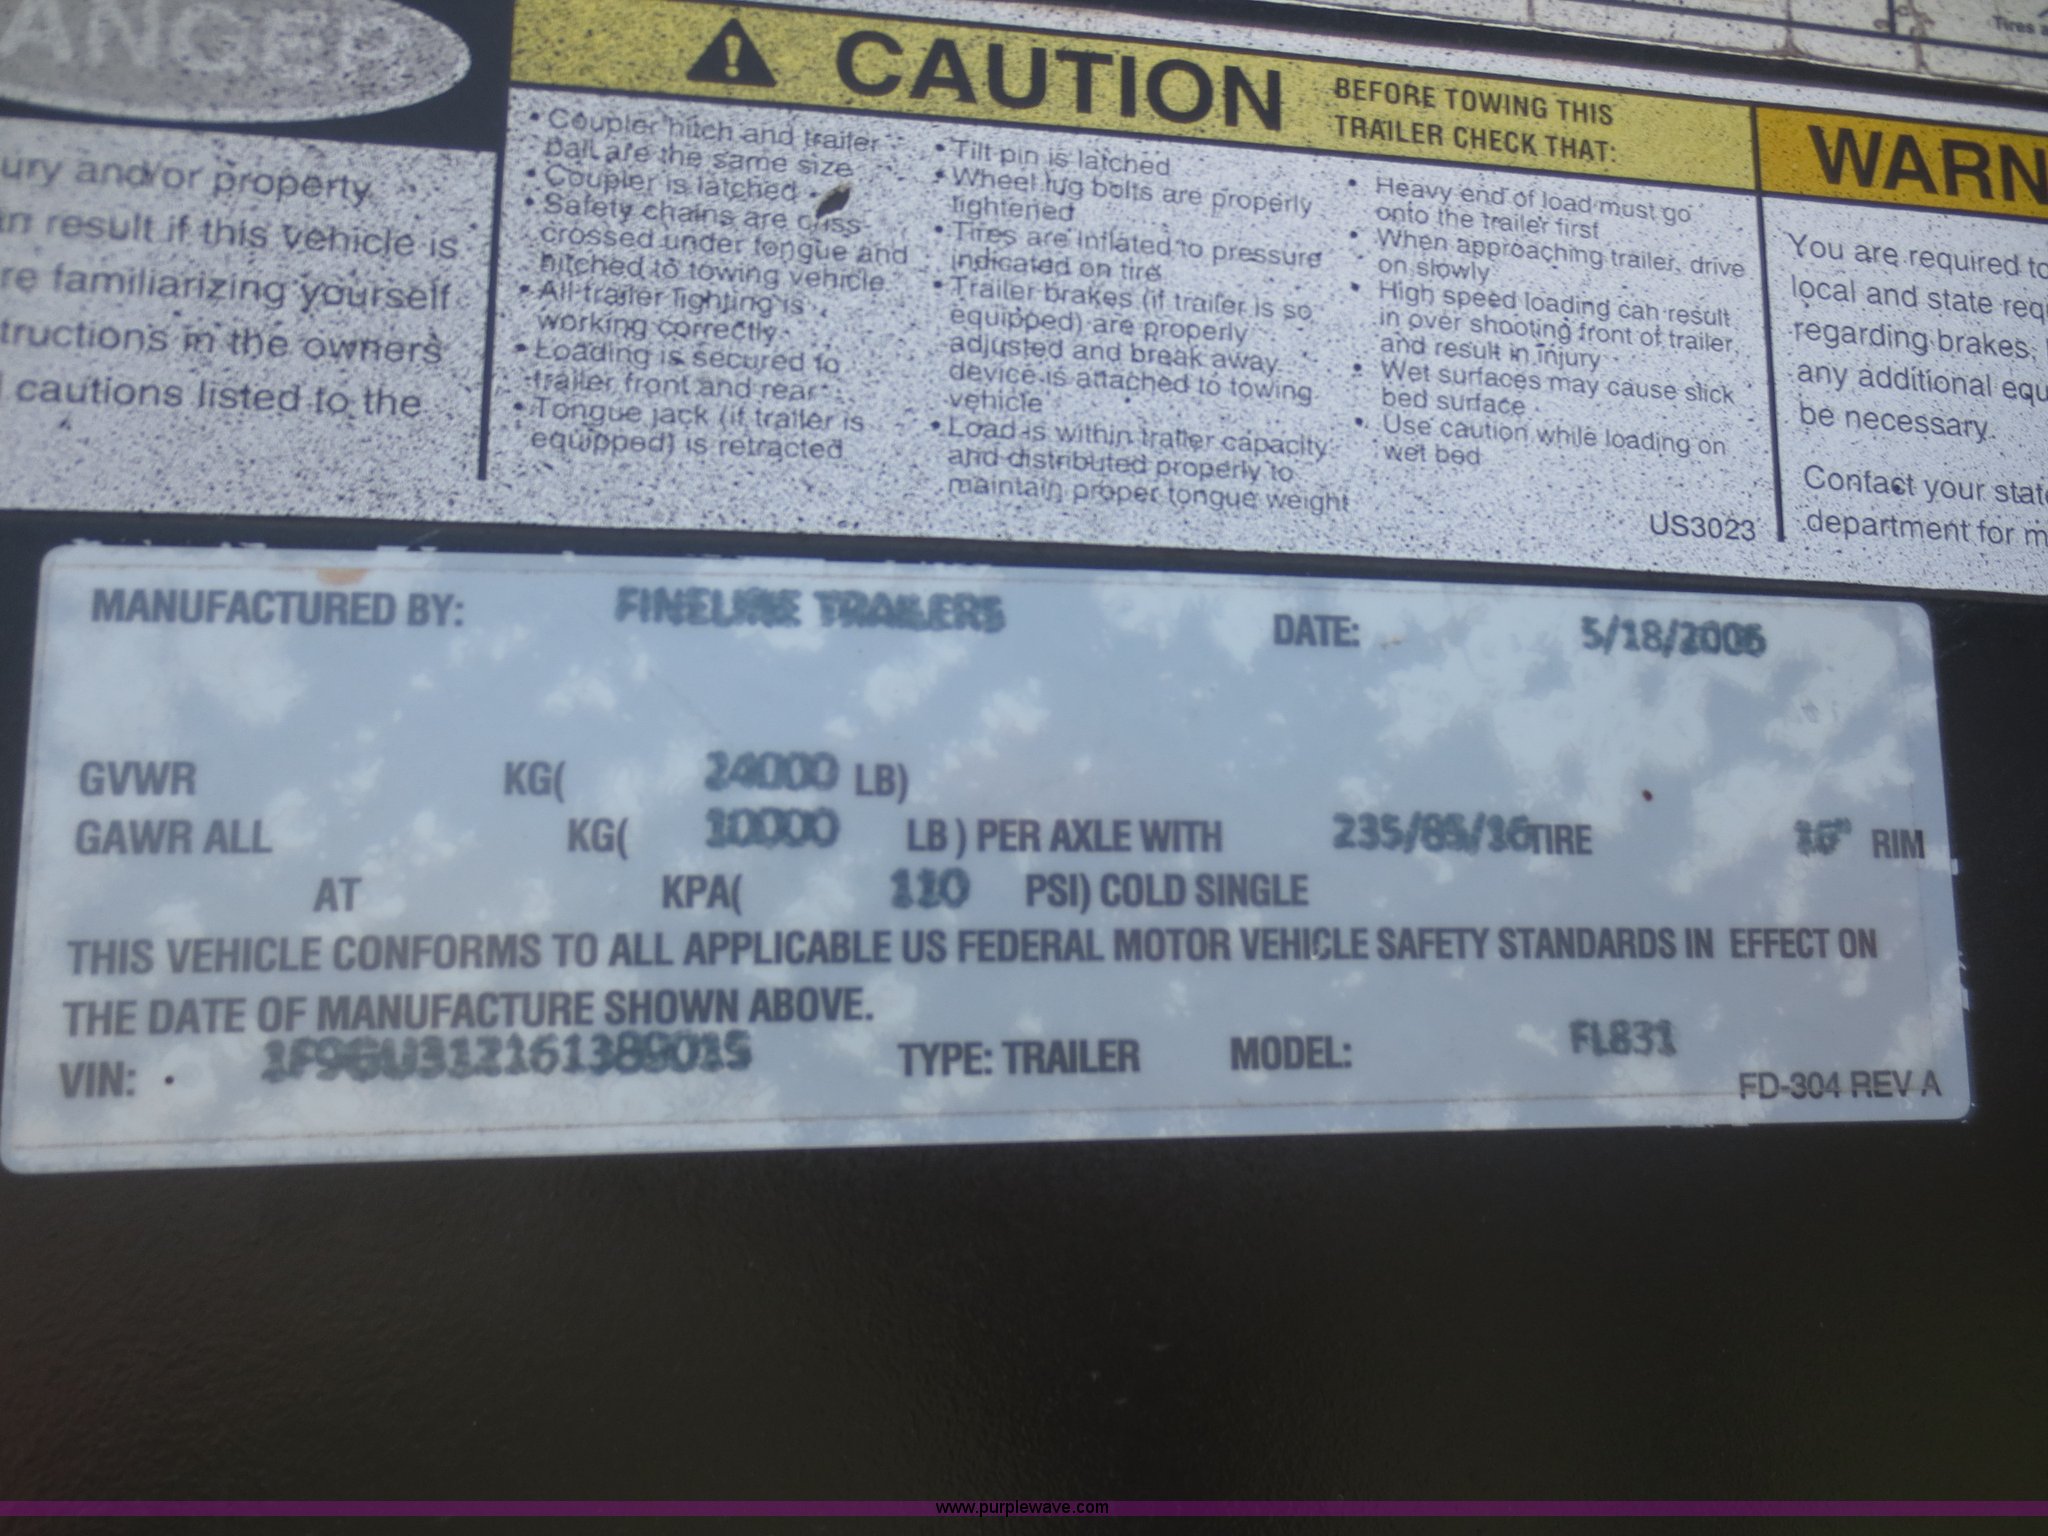 ANGER
ury and/or property
an result if this vehicle is
re familiarizing yourself
tructions in the owners
cautions listed to the
CAUTION
BEFORE TOWING THIS
TRAILER CHECK THAT:
• Coupler hitch and trailer
ball are the same size
• Coupler is latched
• Safety chains are criss-
crossed under tongue and
hitched to towing vehicle
• All trailer lighting is
working correctly
• Loading is secured to
trailer front and rear
• Tongue jack (if trailer is
equipped) is retracted
• Tilt pin is latched
• Wheel lug bolts are properly
tightened
• Tires are inflated to pressure
indicated on tire
• Trailer brakes (if trailer is so
equipped) are properly
adjusted and break away
device is attached to towing
vehicle
• Load is within trailer capacity
and distributed properly to
maintain proper tongue weight
• Heavy end of load must go
onto the trailer first
• When approaching trailer, drive
on slowly
• High speed loading can result
in over shooting front of trailer,
and result in injury
• Wet surfaces may cause slick
bed surface
• Use caution while loading on
wet bed
US3023
WARN
You are required to
local and state requ
regarding brakes,
any additional equ
be necessary.
Contact your state
department for m
Tires a
MANUFACTURED BY: FINELINE TRAILERS DATE: 5/18/2006
GVWR KG( 24000 LB)
GAWR ALL KG( 10000 LB ) PER AXLE WITH 235/85/16 TIRE 16" RIM
AT KPA( 110 PSI) COLD SINGLE
THIS VEHICLE CONFORMS TO ALL APPLICABLE US FEDERAL MOTOR VEHICLE SAFETY STANDARDS IN EFFECT ON
THE DATE OF MANUFACTURE SHOWN ABOVE.
VIN: 1F9GU312161389015 TYPE: TRAILER MODEL: FL831
FD-304 REV A
www.purplewave.com